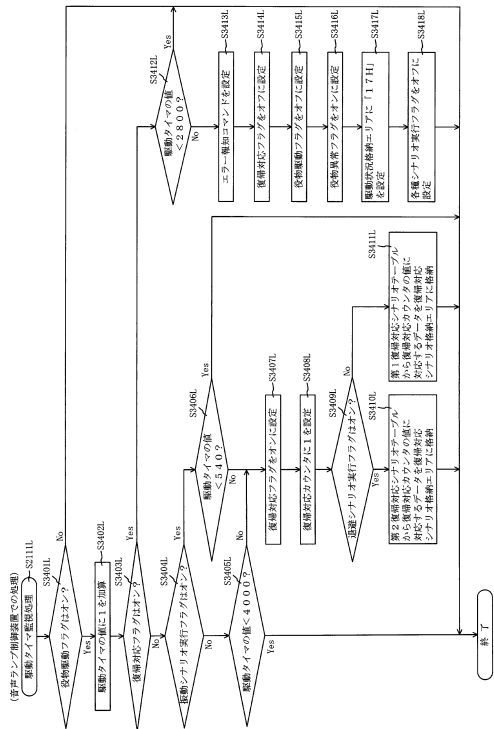 (音声ランプ制御装置での処理)
駆動タイマ監視処理
S2111L
S3401L
役物駆動フラグはオン?
No
Yes
S3402L
駆動タイマの値に1を加算
S3403L
復帰対応フラグはオン?
Yes
No
S3404L
振動シナリオ実行フラグはオン?
Yes
No
S3405L
駆動タイマの値<4000?
No
Yes
S3406L
駆動タイマの値
<540?
Yes
No
S3407L
復帰対応フラグをオンに設定
S3408L
復帰対応カウンタに1を設定
S3409L
退避シナリオ実行フラグはオン?
No
Yes
S3410L
第2復帰対応シナリオテーブル
から復帰対応カウンタの値に
対応するデータを復帰対応
シナリオ格納エリアに格納
S3411L
第1復帰対応シナリオテーブル
から復帰対応カウンタの値に
対応するデータを復帰対応
シナリオ格納エリアに格納
S3412L
駆動タイマの値
<2800?
Yes
No
S3413L
エラー報知コマンドを設定
S3414L
復帰対応フラグをオフに設定
S3415L
役物駆動フラグをオフに設定
S3416L
役物異常フラグをオンに設定
S3417L
駆動状況格納エリアに「17H」
を設定
S3418L
各種シナリオ実行フラグをオフに
設定
終了